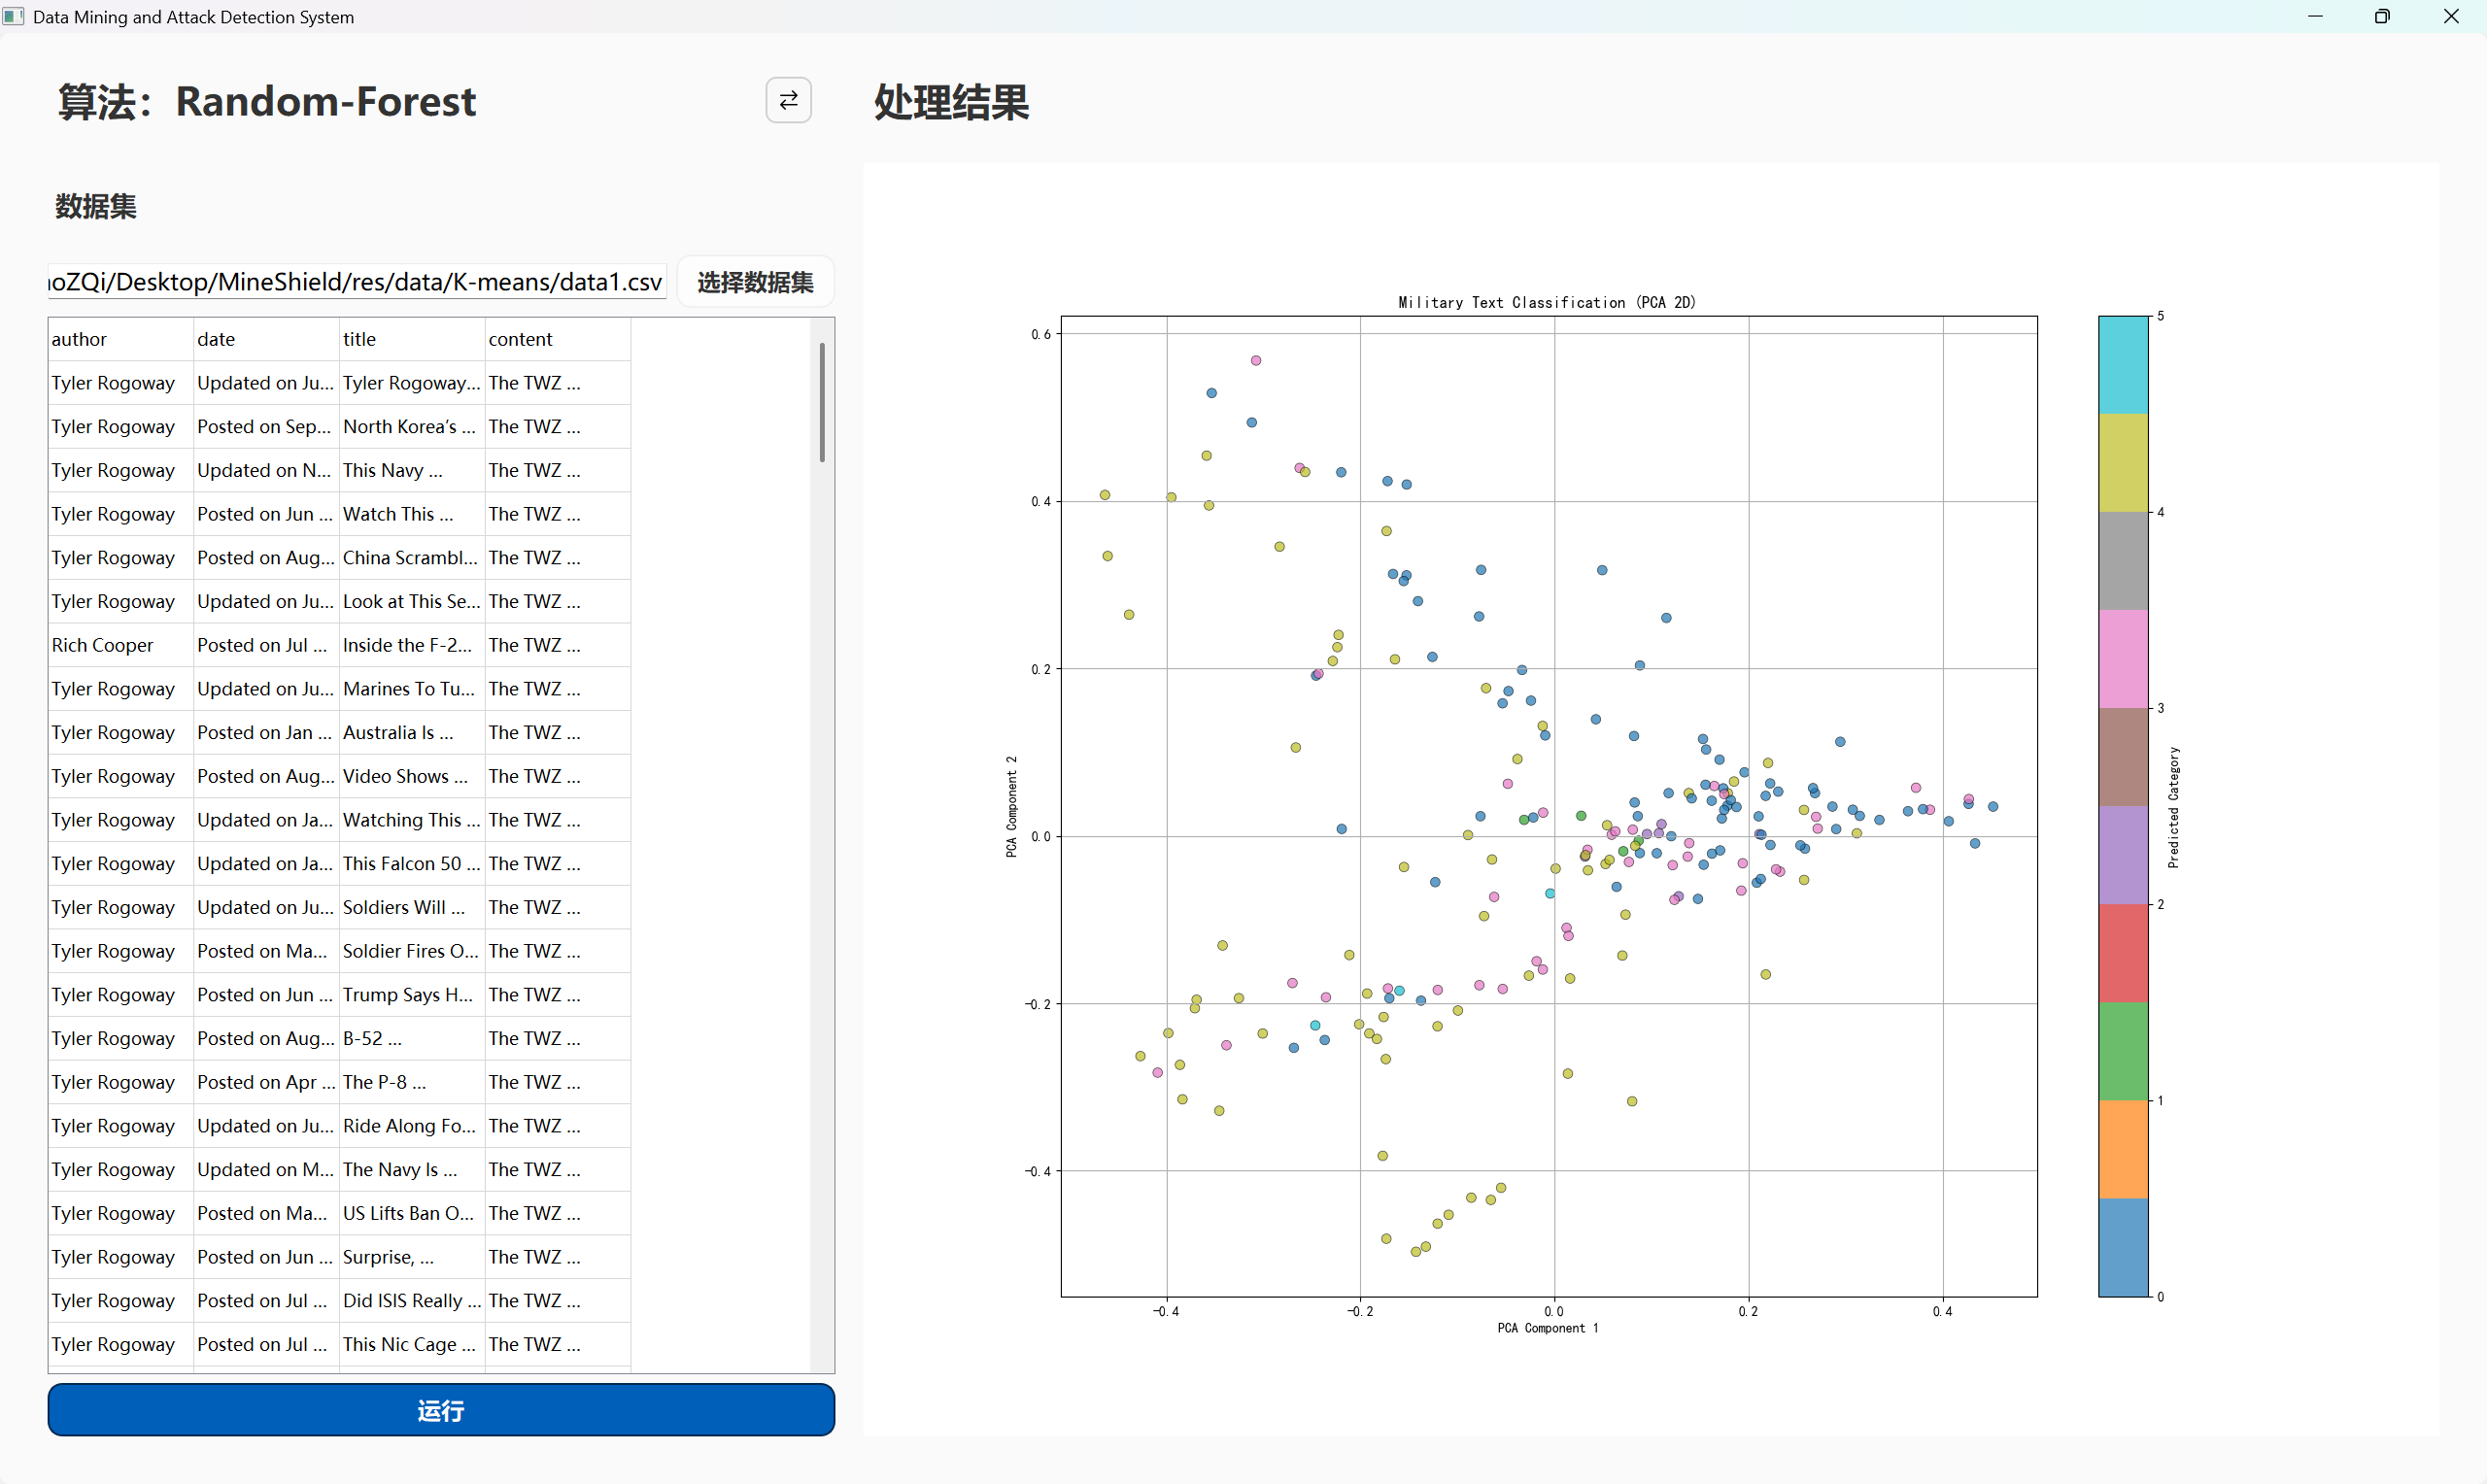 Data Mining and Attack Detection System
算法：Random-Forest
处理结果
数据集
oZQi/Desktop/MineShield/res/data/K-means/data1.csv
选择数据集
author date title content
Tyler Rogoway Updated on Ju... Tyler Rogoway... The TWZ ...
Tyler Rogoway Posted on Sep... North Korea’s ... The TWZ ...
Tyler Rogoway Updated on N... This Navy ... The TWZ ...
Tyler Rogoway Posted on Jun ... Watch This ... The TWZ ...
Tyler Rogoway Posted on Aug... China Scrambl... The TWZ ...
Tyler Rogoway Updated on Ju... Look at This Se... The TWZ ...
Rich Cooper Posted on Jul ... Inside the F-2... The TWZ ...
Tyler Rogoway Updated on Ju... Marines To Tu... The TWZ ...
Tyler Rogoway Posted on Jan ... Australia Is ... The TWZ ...
Tyler Rogoway Posted on Aug... Video Shows ... The TWZ ...
Tyler Rogoway Updated on Ja... Watching This ... The TWZ ...
Tyler Rogoway Updated on Ja... This Falcon 50 ... The TWZ ...
Tyler Rogoway Updated on Ju... Soldiers Will ... The TWZ ...
Tyler Rogoway Posted on Ma... Soldier Fires O... The TWZ ...
Tyler Rogoway Posted on Jun ... Trump Says H... The TWZ ...
Tyler Rogoway Posted on Aug... B-52 ... The TWZ ...
Tyler Rogoway Posted on Apr ... The P-8 ... The TWZ ...
Tyler Rogoway Updated on Ju... Ride Along Fo... The TWZ ...
Tyler Rogoway Updated on M... The Navy Is ... The TWZ ...
Tyler Rogoway Posted on Ma... US Lifts Ban O... The TWZ ...
Tyler Rogoway Posted on Jun ... Surprise, ... The TWZ ...
Tyler Rogoway Posted on Jul ... Did ISIS Really ... The TWZ ...
Tyler Rogoway Posted on Jul ... This Nic Cage ... The TWZ ...
运行
Military Text Classification (PCA 2D)
0.6
0.4
0.2
0.0
-0.2
-0.4
PCA Component 2
-0.4 -0.2 0.0 0.2 0.4
PCA Component 1
5
4
3
2
1
0
Predicted Category